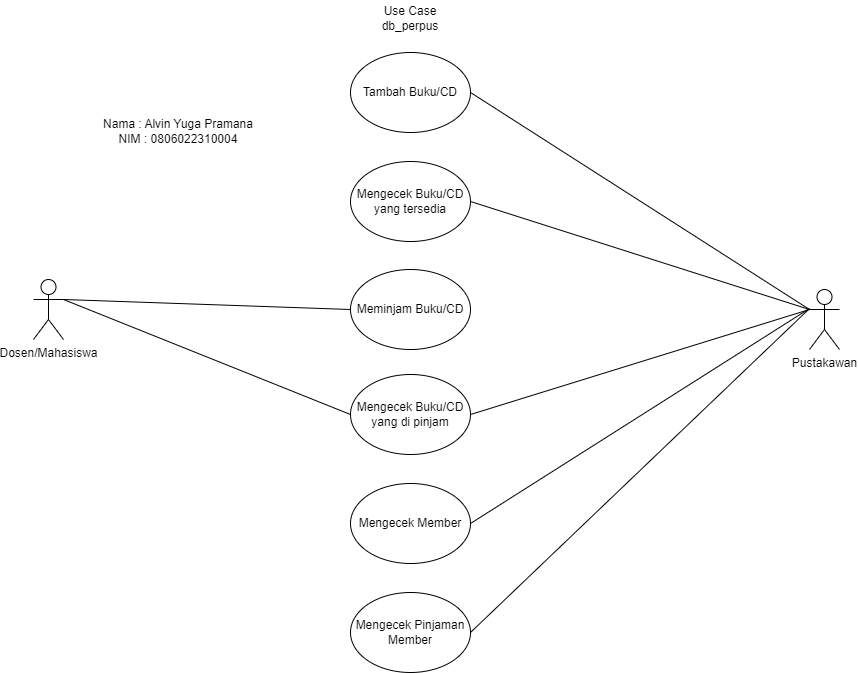 Use Case
db_perpus
Tambah Buku/CD
Nama : Alvin Yuga Pramana
NIM : 0806022310004
Mengecek Buku/CD
yang tersedia
Meminjam Buku/CD
Dosen/Mahasiswa
Pustakawan
Mengecek Buku/CD
yang di pinjam
Mengecek Member
Mengecek Pinjaman
Member